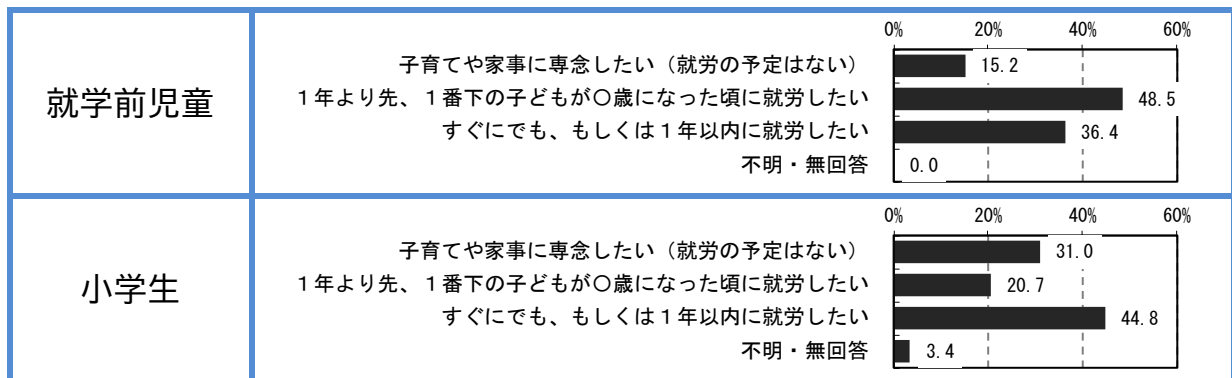 就学前児童
0% 20% 40% 60%
子育てや家事に専念したい（就労の予定はない） 15.2
１年より先、１番下の子どもが〇歳になった頃に就労したい 48.5
すぐにでも、もしくは１年以内に就労したい 36.4
不明・無回答 0.0
小学生
0% 20% 40% 60%
子育てや家事に専念したい（就労の予定はない） 31.0
１年より先、１番下の子どもが〇歳になった頃に就労したい 20.7
すぐにでも、もしくは１年以内に就労したい 44.8
不明・無回答 3.4